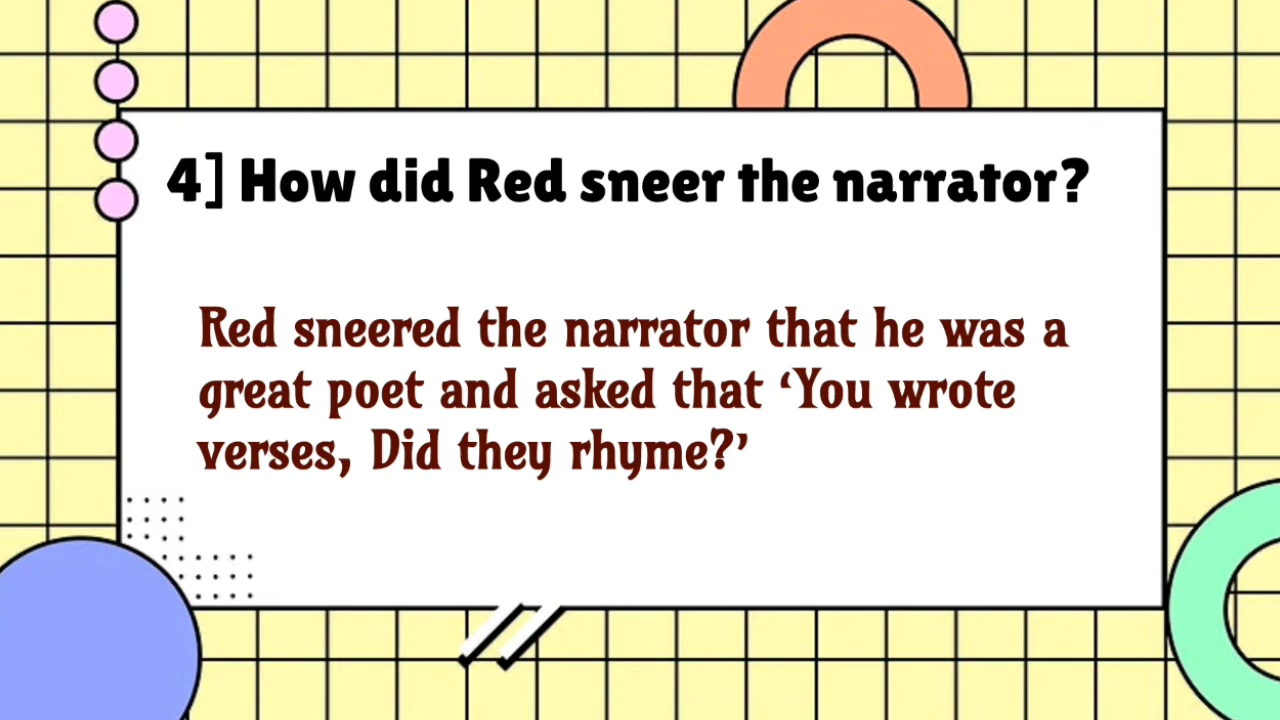 4] How did Red sneer the narrator?
Red sneered the narrator that he was a
great poet and asked that ‘You wrote
verses, Did they rhyme?’